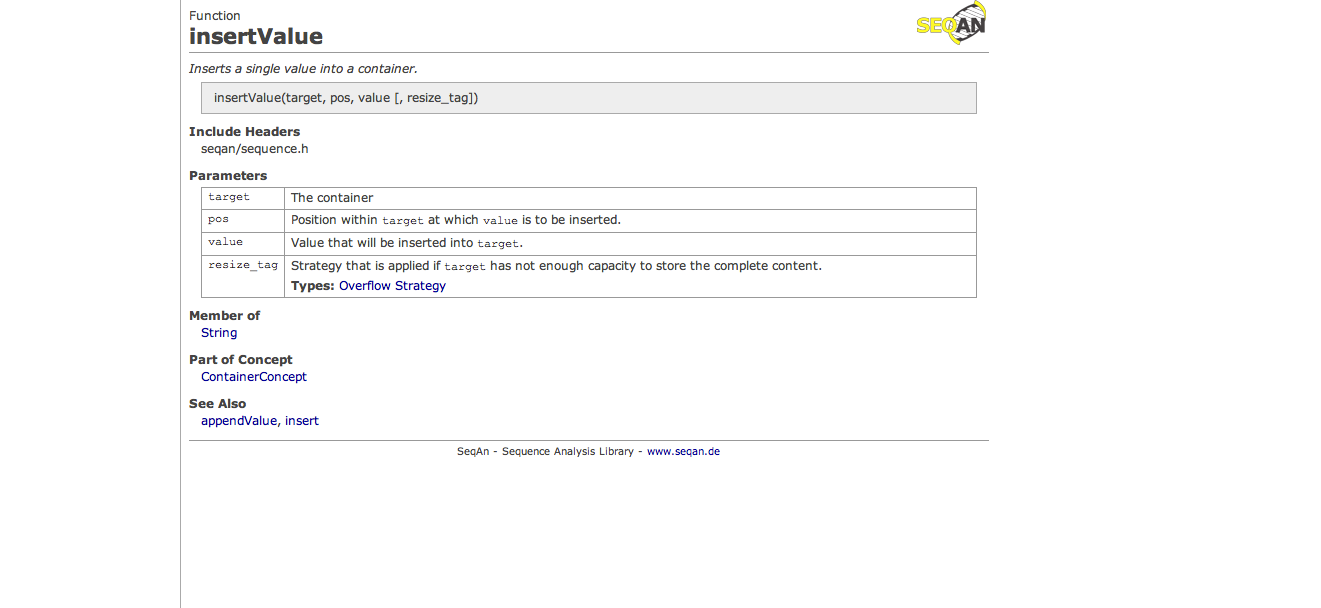 Function
SEQAN
insertValue
Inserts a single value into a container.
insertValue(target, pos, value [, resize_tag])
Include Headers
seqan/sequence.h
Parameters
target The container
pos Position within target at which value is to be inserted.
value Value that will be inserted into target.
resize_tag Strategy that is applied if target has not enough capacity to store the complete content.
Types: Overflow Strategy
Member of
String
Part of Concept
ContainerConcept
See Also
appendValue, insert
SeqAn - Sequence Analysis Library - www.seqan.de